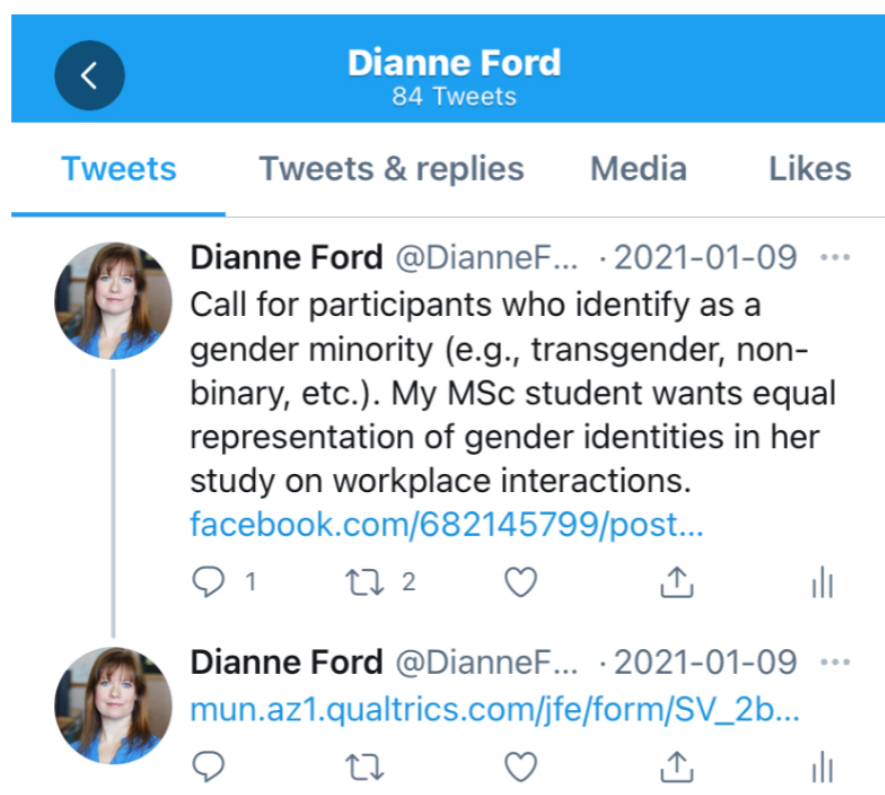 Dianne Ford
84 Tweets
Tweets Tweets & replies Media Likes
Dianne Ford @DianneF... · 2021-01-09
Call for participants who identify as a
gender minority (e.g., transgender, non-
binary, etc.). My MSc student wants equal
representation of gender identities in her
study on workplace interactions.
facebook.com/682145799/post...
1 2
Dianne Ford @DianneF... · 2021-01-09
mun.az1.qualtrics.com/jfe/form/SV_2b...